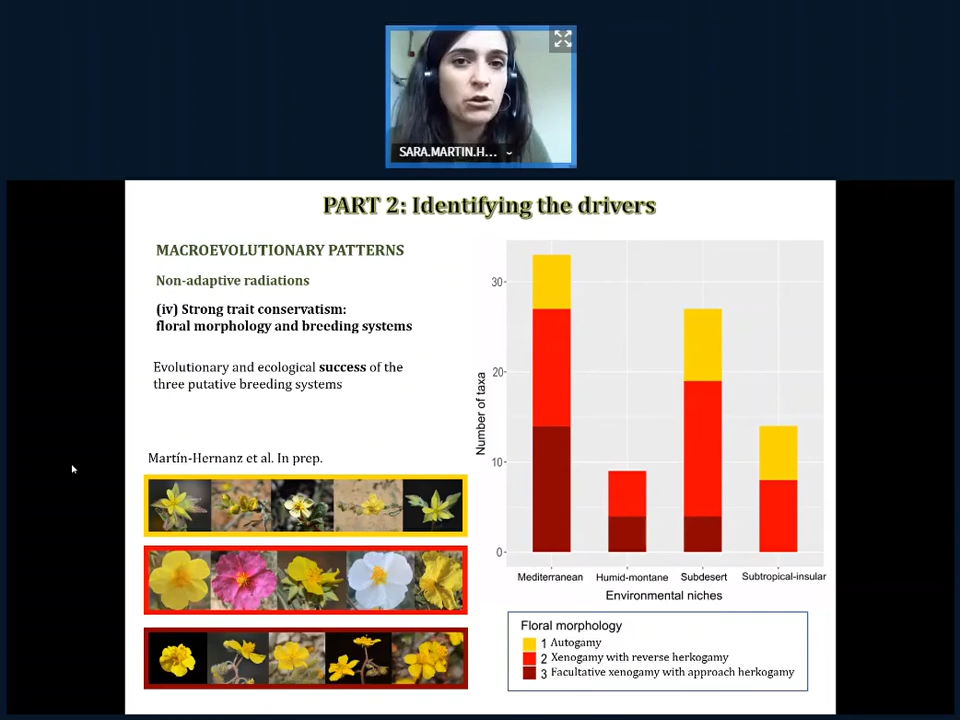 SARA.MARTIN.H...
PART 2: Identifying the drivers
MACROEVOLUTIONARY PATTERNS
Non-adaptive radiations
(iv) Strong trait conservatism:
floral morphology and breeding systems
Evolutionary and ecological success of the
three putative breeding systems
Martín-Hernanz et al. In prep.
Number of taxa
30
20
10
0
Mediterranean
Humid-montane
Subdesert
Subtropical-insular
Environmental niches
Floral morphology
1 Autogamy
2 Xenogamy with reverse herkogamy
3 Facultative xenogamy with approach herkogamy